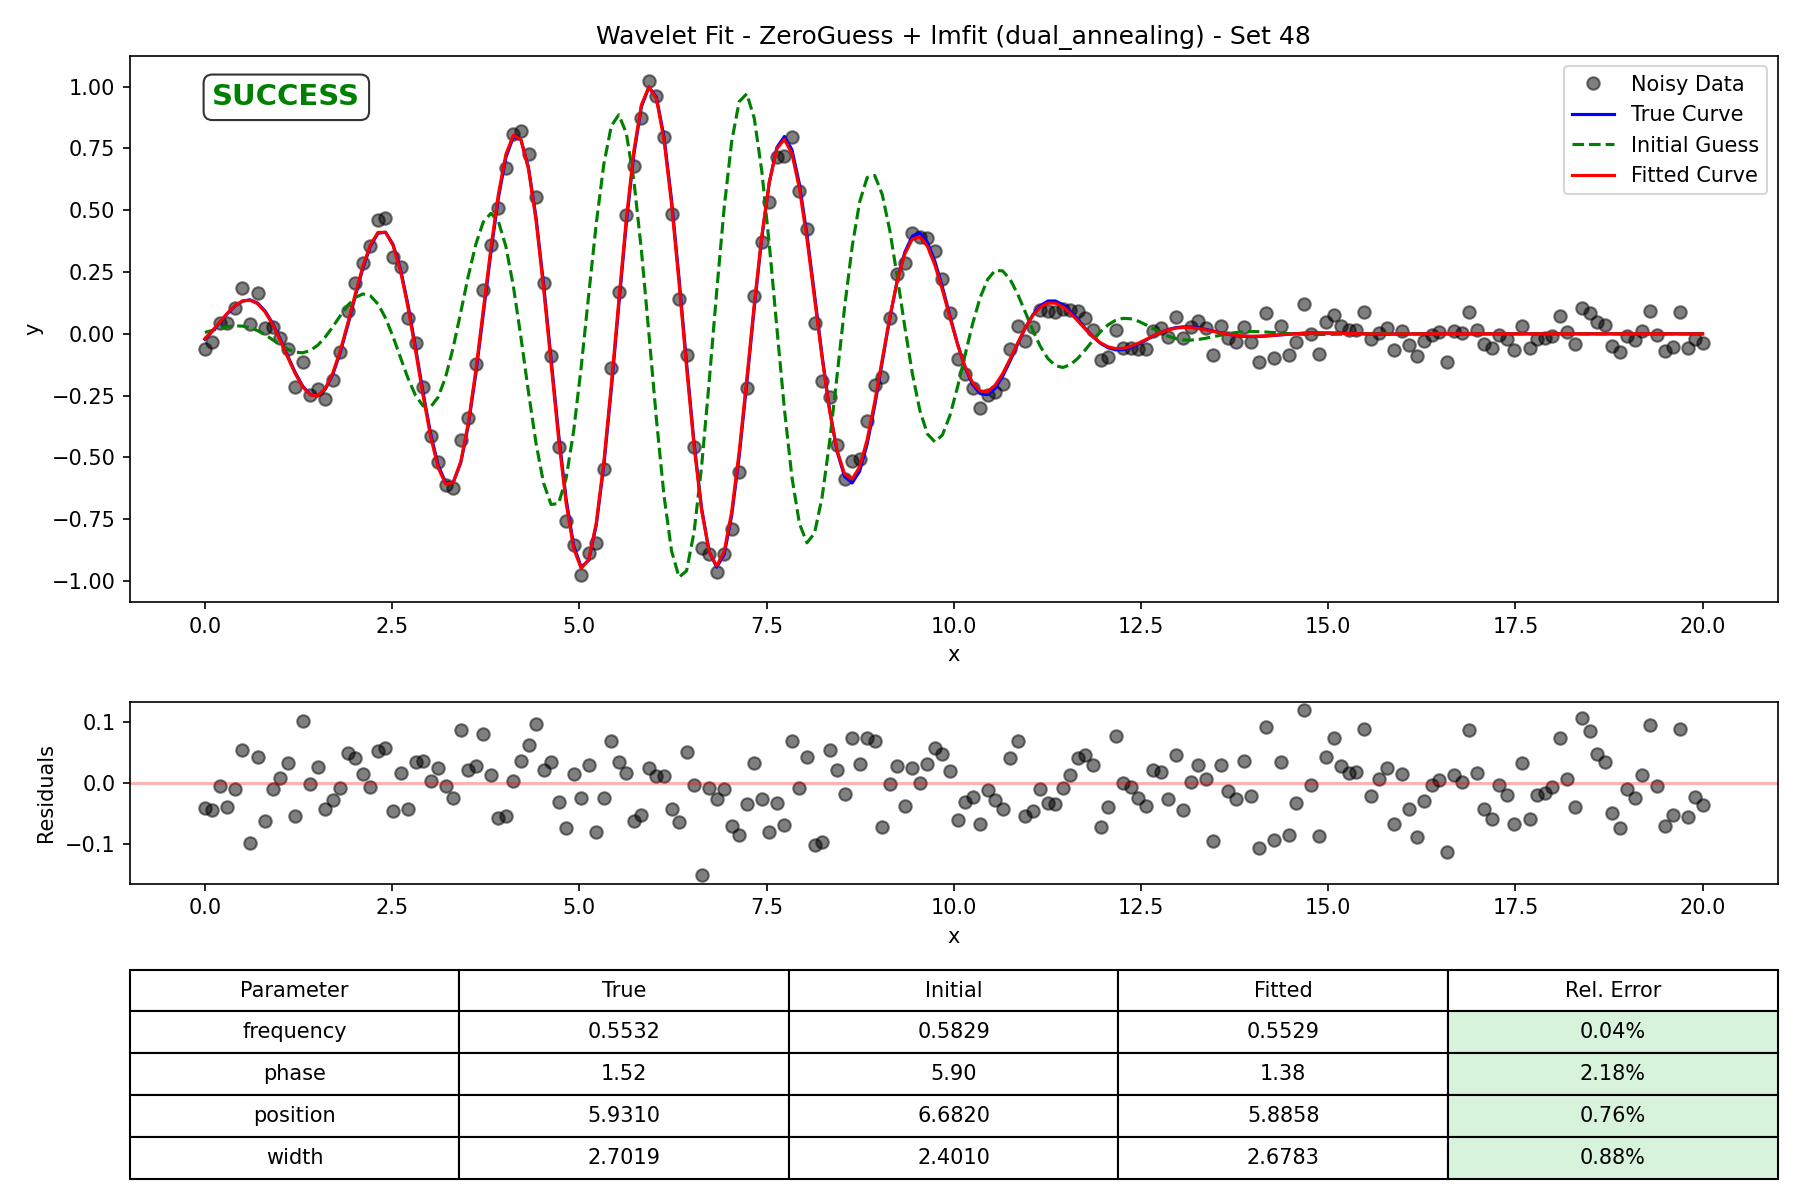 Wavelet Fit - ZeroGuess + lmfit (dual_annealing) - Set 48
SUCCESS
Noisy Data
True Curve
Initial Guess
Fitted Curve
y
1.00
0.75
0.50
0.25
0.00
−0.25
−0.50
−0.75
−1.00
0.0 2.5 5.0 7.5 10.0 12.5 15.0 17.5 20.0
x
Residuals
0.1
0.0
−0.1
0.0 2.5 5.0 7.5 10.0 12.5 15.0 17.5 20.0
x
Parameter True Initial Fitted Rel. Error
frequency 0.5532 0.5829 0.5529 0.04%
phase 1.52 5.90 1.38 2.18%
position 5.9310 6.6820 5.8858 0.76%
width 2.7019 2.4010 2.6783 0.88%